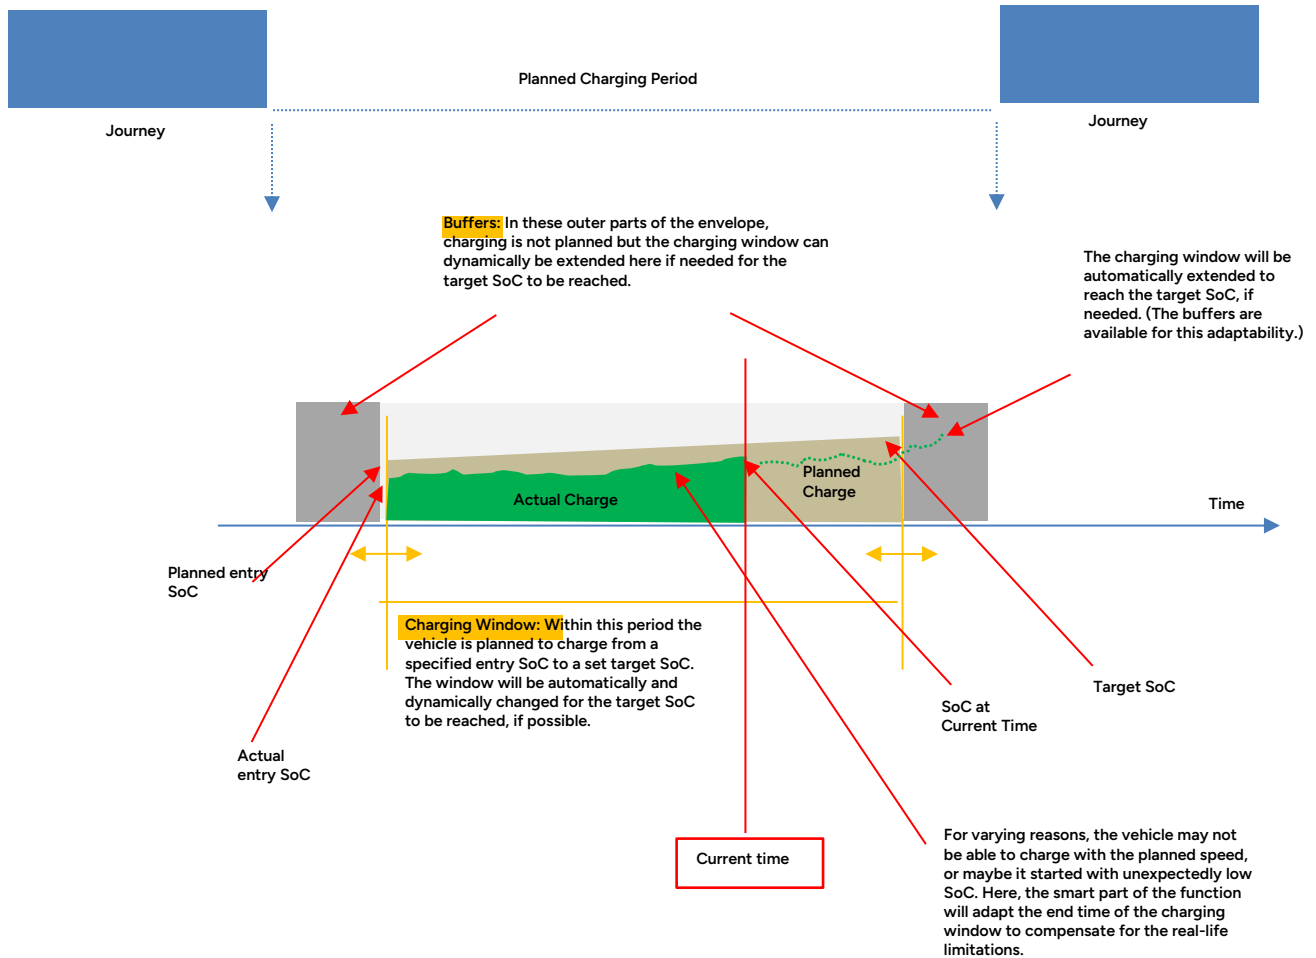 Planned Charging Period
Journey
Journey
Buffers: In these outer parts of the envelope,
charging is not planned but the charging window can
dynamically be extended here if needed for the
target SoC to be reached.
The charging window will be
automatically extended to
reach the target SoC, if
needed. (The buffers are
available for this adaptability.)
Planned
Charge
Actual Charge
Time
Planned entry
SoC
Charging Window: Within this period the
vehicle is planned to charge from a
specified entry SoC to a set target SoC.
The window will be automatically and
dynamically changed for the target SoC
to be reached, if possible.
Target SoC
SoC at
Current Time
Actual
entry SoC
Current time
For varying reasons, the vehicle may not
be able to charge with the planned speed,
or maybe it started with unexpectedly low
SoC. Here, the smart part of the function
will adapt the end time of the charging
window to compensate for the real-life
limitations.